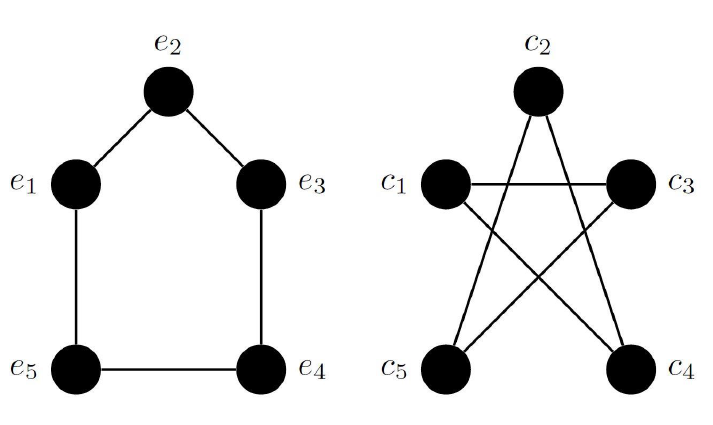 e₂ c₂
e₁ e₃ c₁ c₃
e₅ e₄ c₅ c₄